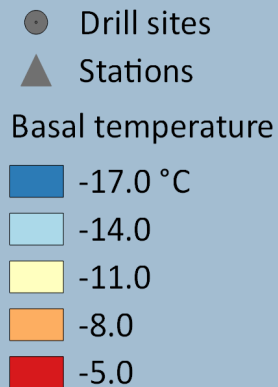 Drill sites
Stations
Basal temperature
-17.0 °C
-14.0
-11.0
-8.0
-5.0